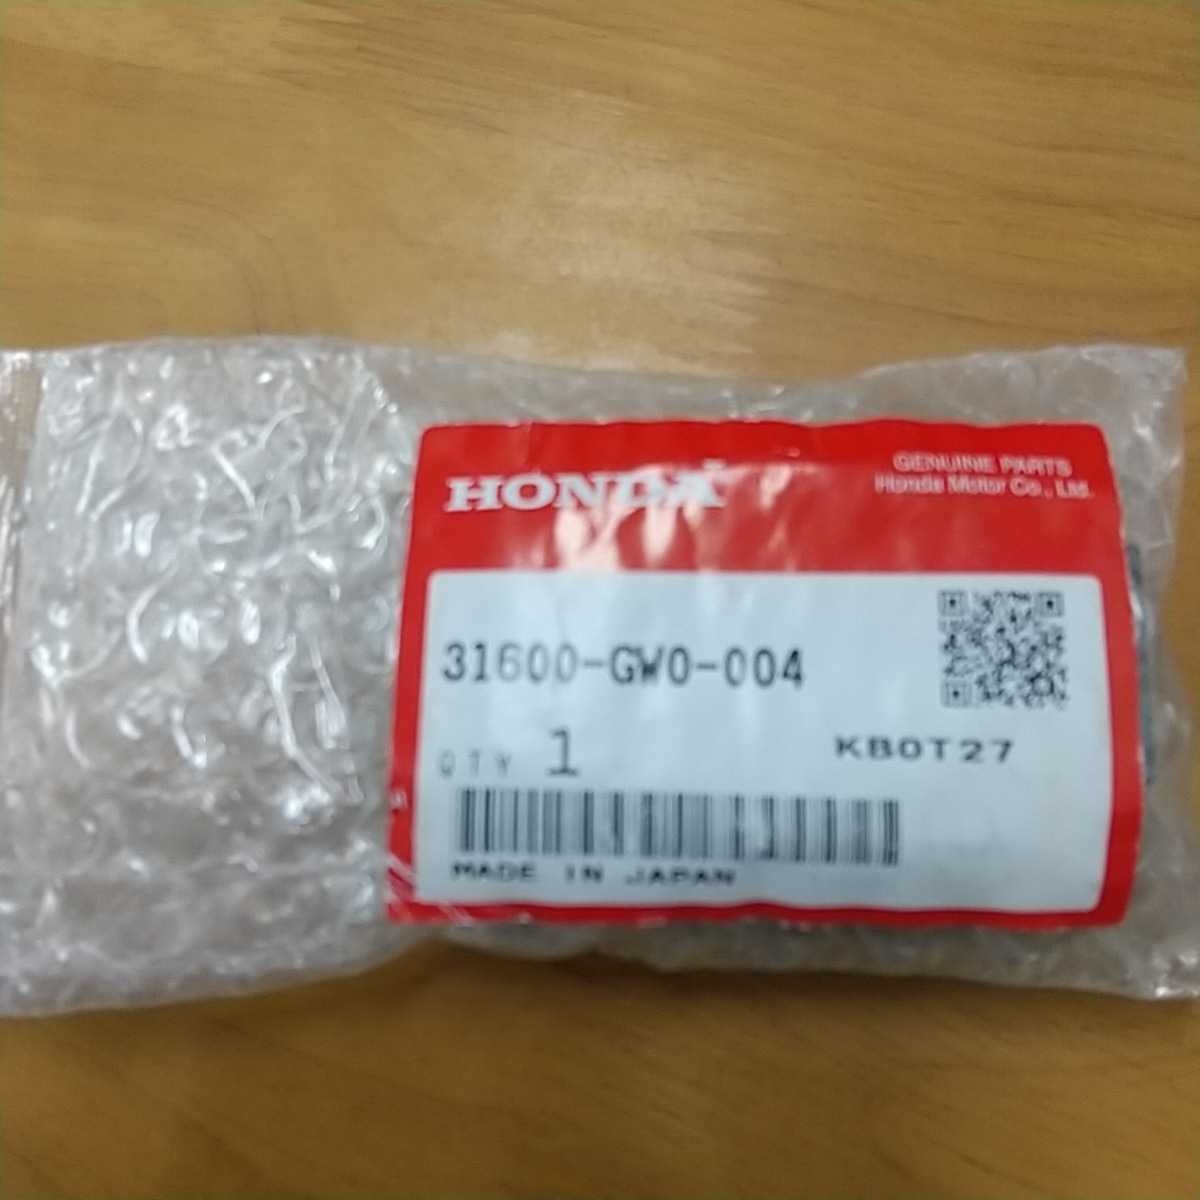 HONDA
GENUINE PARTS
Honda Motor Co., Ltd.
31600-GW0-004
QTY 1
KB0T27
MADE IN JAPAN